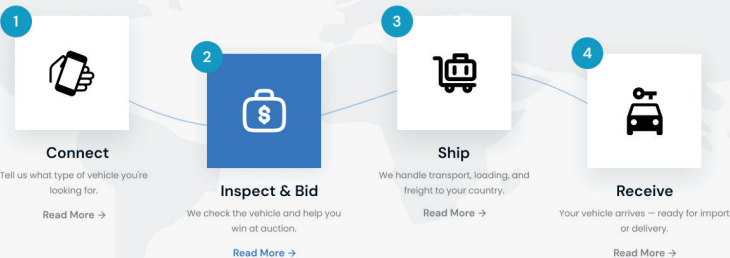 1
Connect
Tell us what type of vehicle you're
looking for.
Read More →
2
$
Inspect & Bid
We check the vehicle and help you
win at auction.
Read More →
3
Ship
We handle transport, loading, and
freight to your country.
Read More →
4
Receive
Your vehicle arrives — ready for import
or delivery.
Read More →